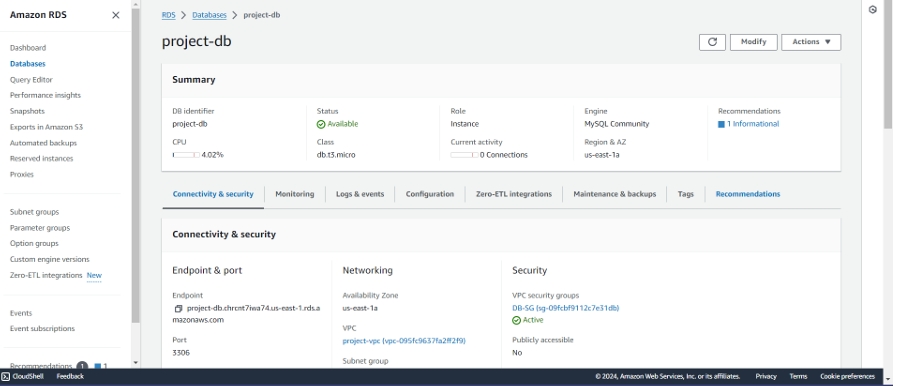 Amazon RDS
Dashboard
Databases
Query Editor
Performance insights
Snapshots
Exports in Amazon S3
Automated backups
Reserved instances
Proxies
Subnet groups
Parameter groups
Option groups
Custom engine versions
Zero-ETL integrations New
Events
Event subscriptions
Recommendations 1 1
RDS > Databases > project-db
project-db
Modify
Actions
Summary
DB identifier
project-db
Status
Available
Role
Instance
Engine
MySQL Community
Recommendations
1 Informational
CPU
4.02%
Class
db.t3.micro
Current activity
0 Connections
Region & AZ
us-east-1a
Connectivity & security Monitoring Logs & events Configuration Zero-ETL integrations Maintenance & backups Tags Recommendations
Connectivity & security
Endpoint & port
Endpoint
project-db.chrcnt7iwa74.us-east-1.rds.a
mazonaws.com
Port
3306
Networking
Availability Zone
us-east-1a
VPC
project-vpc (vpc-095fc9637fa2ff2f9)
Subnet group
Security
VPC security groups
DB-SG (sg-09fcbf9112c7e31db)
Active
Publicly accessible
No
CloudShell Feedback © 2024, Amazon Web Services, Inc. or its affiliates. Privacy Terms Cookie preferences